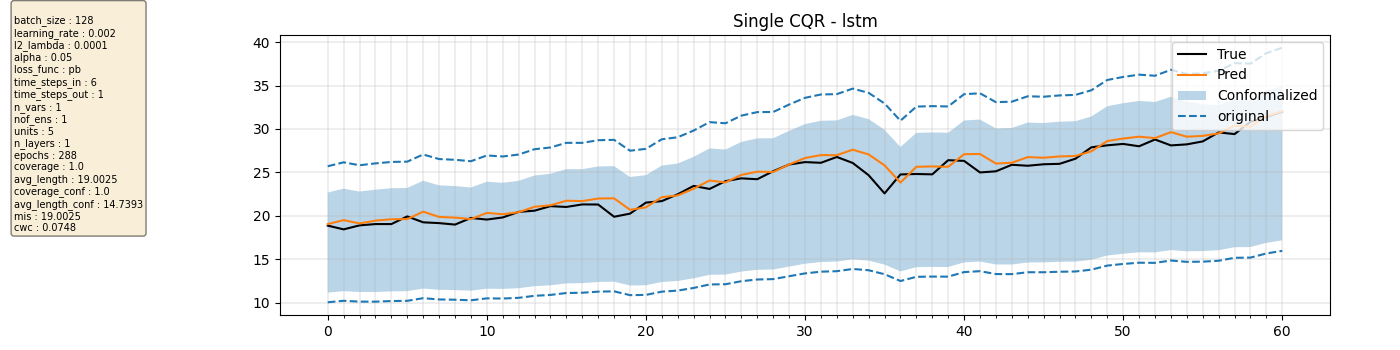 batch_size : 128
learning_rate : 0.002
l2_lambda : 0.0001
alpha : 0.05
loss_func : pb
time_steps_in : 6
time_steps_out : 1
n_vars : 1
nof_ens : 1
units : 5
n_layers : 1
epochs : 288
coverage : 1.0
avg_length : 19.0025
coverage_conf : 1.0
avg_length_conf : 14.7393
mis : 19.0025
cwc : 0.0748
Single CQR - lstm
40
35
30
25
20
15
10
0 10 20 30 40 50 60
True
Pred
Conformalized
original